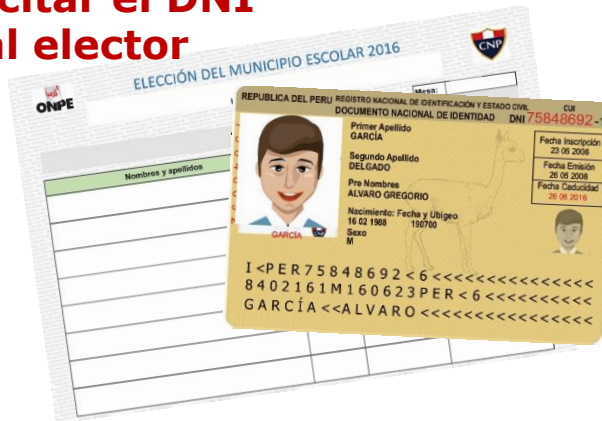 citar el DNI
al elector
ONPE
ELECCIÓN DEL MUNICIPIO ESCOLAR 2016
CNP
Mesa:
Nombres y apellidos
REPUBLICA DEL PERU REGISTRO NACIONAL DE IDENTIFICACIÓN Y ESTADO CIVIL
CUI
DOCUMENTO NACIONAL DE IDENTIDAD DNI 75848692-
Primer Apellido
GARCÍA
Segundo Apellido
DELGADO
Pre Nombres
ALVARO GREGORIO
Nacimiento: Fecha y Ubigeo
16 02 1988 190700
Sexo
M
Fecha Inscripción
23 05 2008
Fecha Emisión
26 05 2008
Fecha Caducidad
26 06 2016
GARCÍA
I<PER75848692<6<<<<<<<<<<<<<<<
8402161M160623PER<6<<<<<<<<<<
GARCÍA<<ALVARO<<<<<<<<<<<<<<<